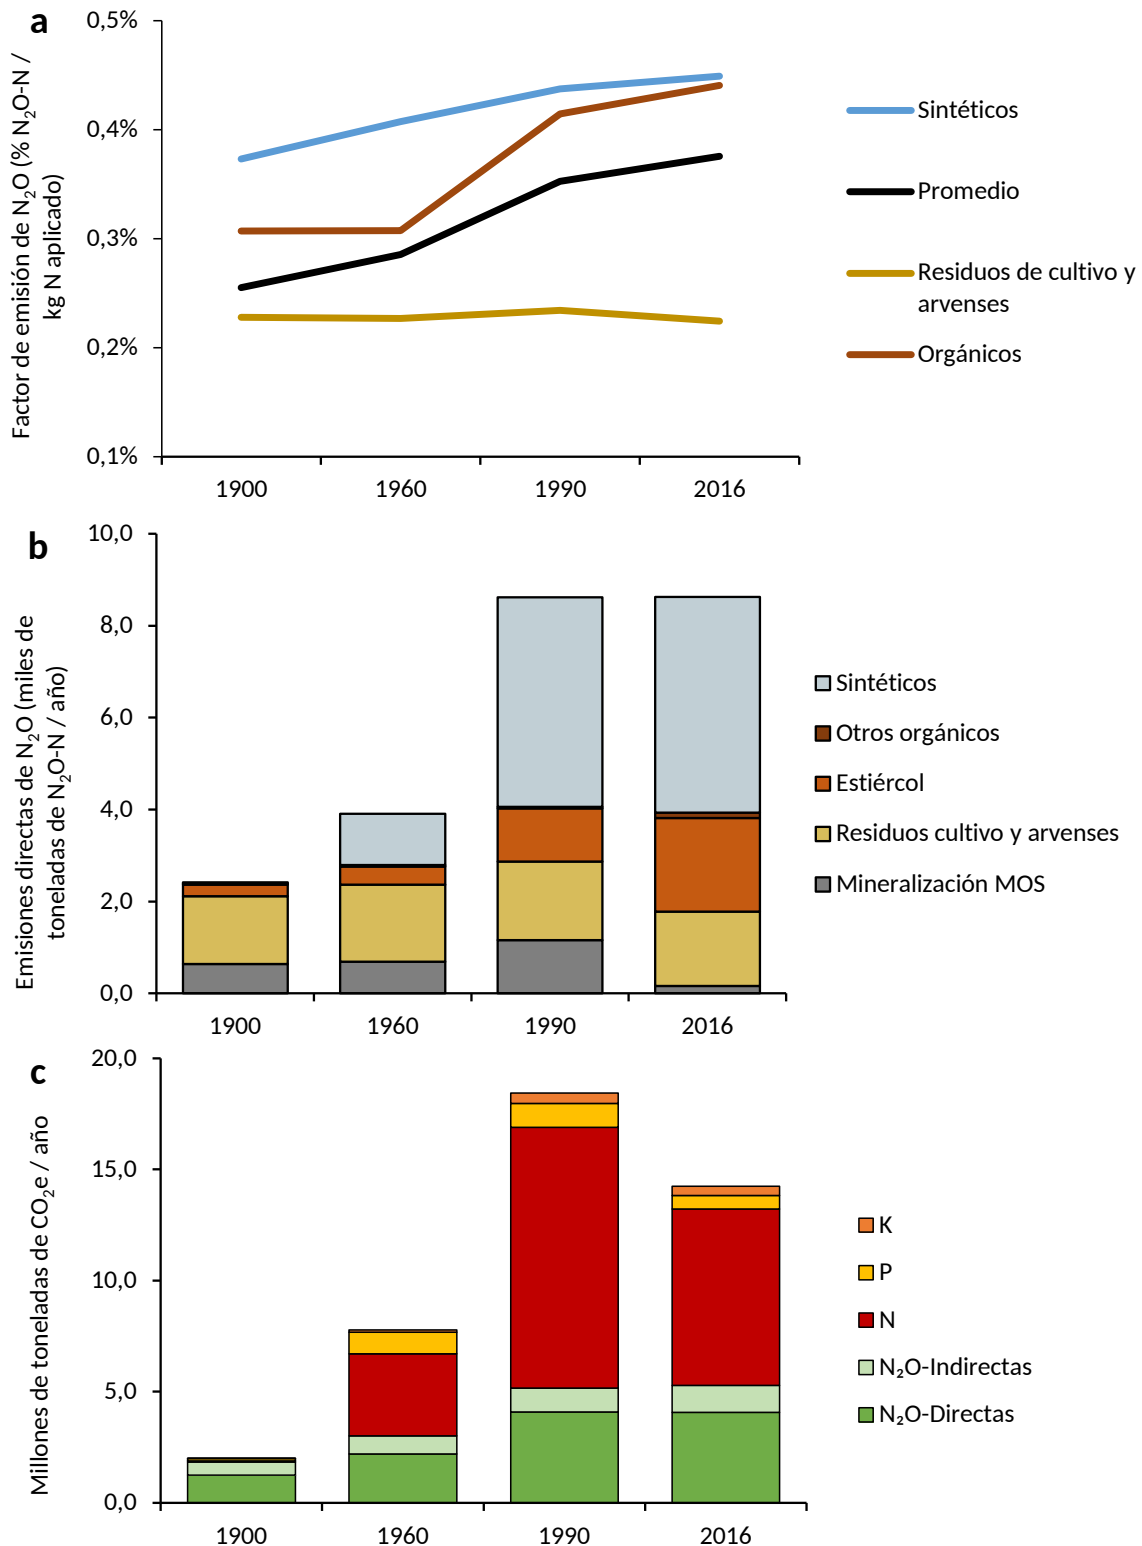 a
Factor de emisión de N₂O (% N₂O-N /
kg N aplicado)
0,5%
0,4%
0,3%
0,2%
0,1%
1900 1960 1990 2016
Sintéticos
Promedio
Residuos de cultivo y
arvenses
Orgánicos
b
Emisiones directas de N₂O (miles de
toneladas de N₂O-N / año)
10,0
8,0
6,0
4,0
2,0
0,0
1900 1960 1990 2016
Sintéticos
Otros orgánicos
Estiércol
Residuos cultivo y arvenses
Mineralización MOS
c
Millones de toneladas de CO₂e / año
20,0
15,0
10,0
5,0
0,0
1900 1960 1990 2016
K
P
N
N₂O-Indirectas
N₂O-Directas